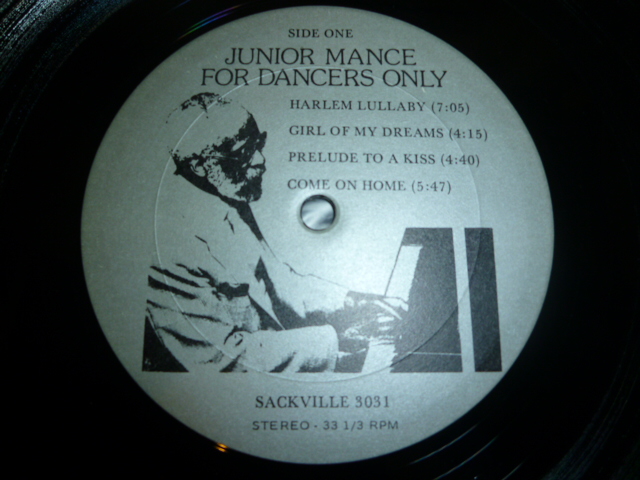 SIDE ONE
JUNIOR MANCE
FOR DANCERS ONLY
HARLEM LULLABY (7:05)
GIRL OF MY DREAMS (4:15)
PRELUDE TO A KISS (4:40)
COME ON HOME (5:47)
SACKVILLE 3031
STEREO · 33 1/3 RPM